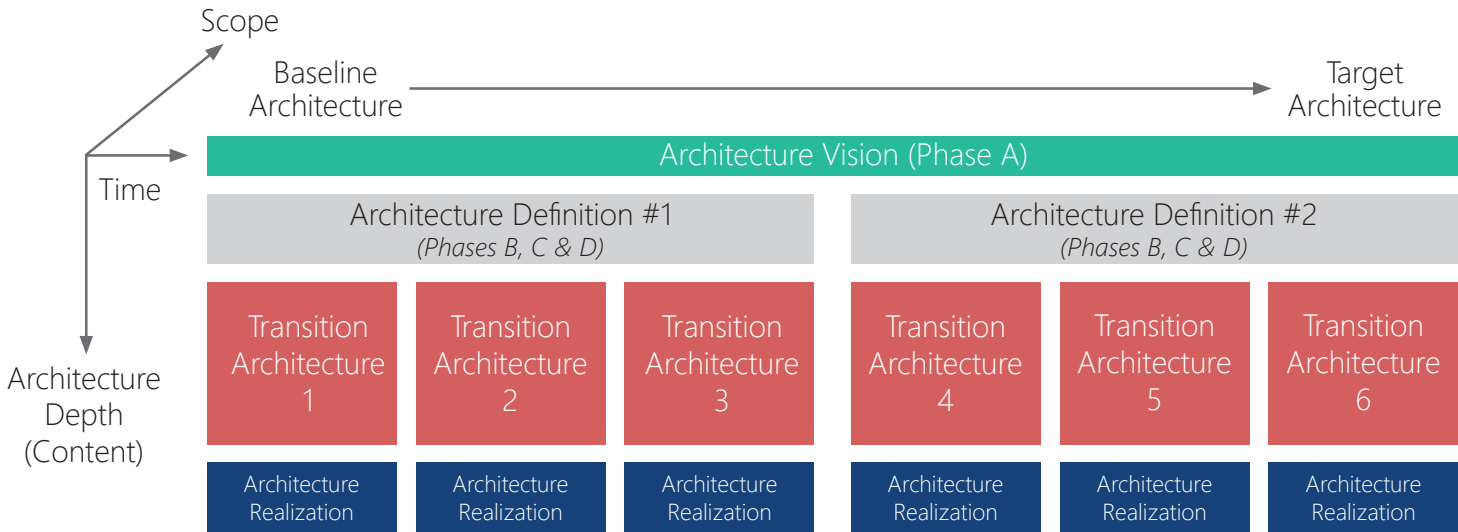 Scope
Baseline
Architecture
Target
Architecture
Architecture Vision (Phase A)
Time
Architecture Definition #1
(Phases B, C & D)
Architecture Definition #2
(Phases B, C & D)
Transition
Architecture
1
Transition
Architecture
2
Transition
Architecture
3
Transition
Architecture
4
Transition
Architecture
5
Transition
Architecture
6
Architecture
Depth
(Content)
Architecture
Realization
Architecture
Realization
Architecture
Realization
Architecture
Realization
Architecture
Realization
Architecture
Realization